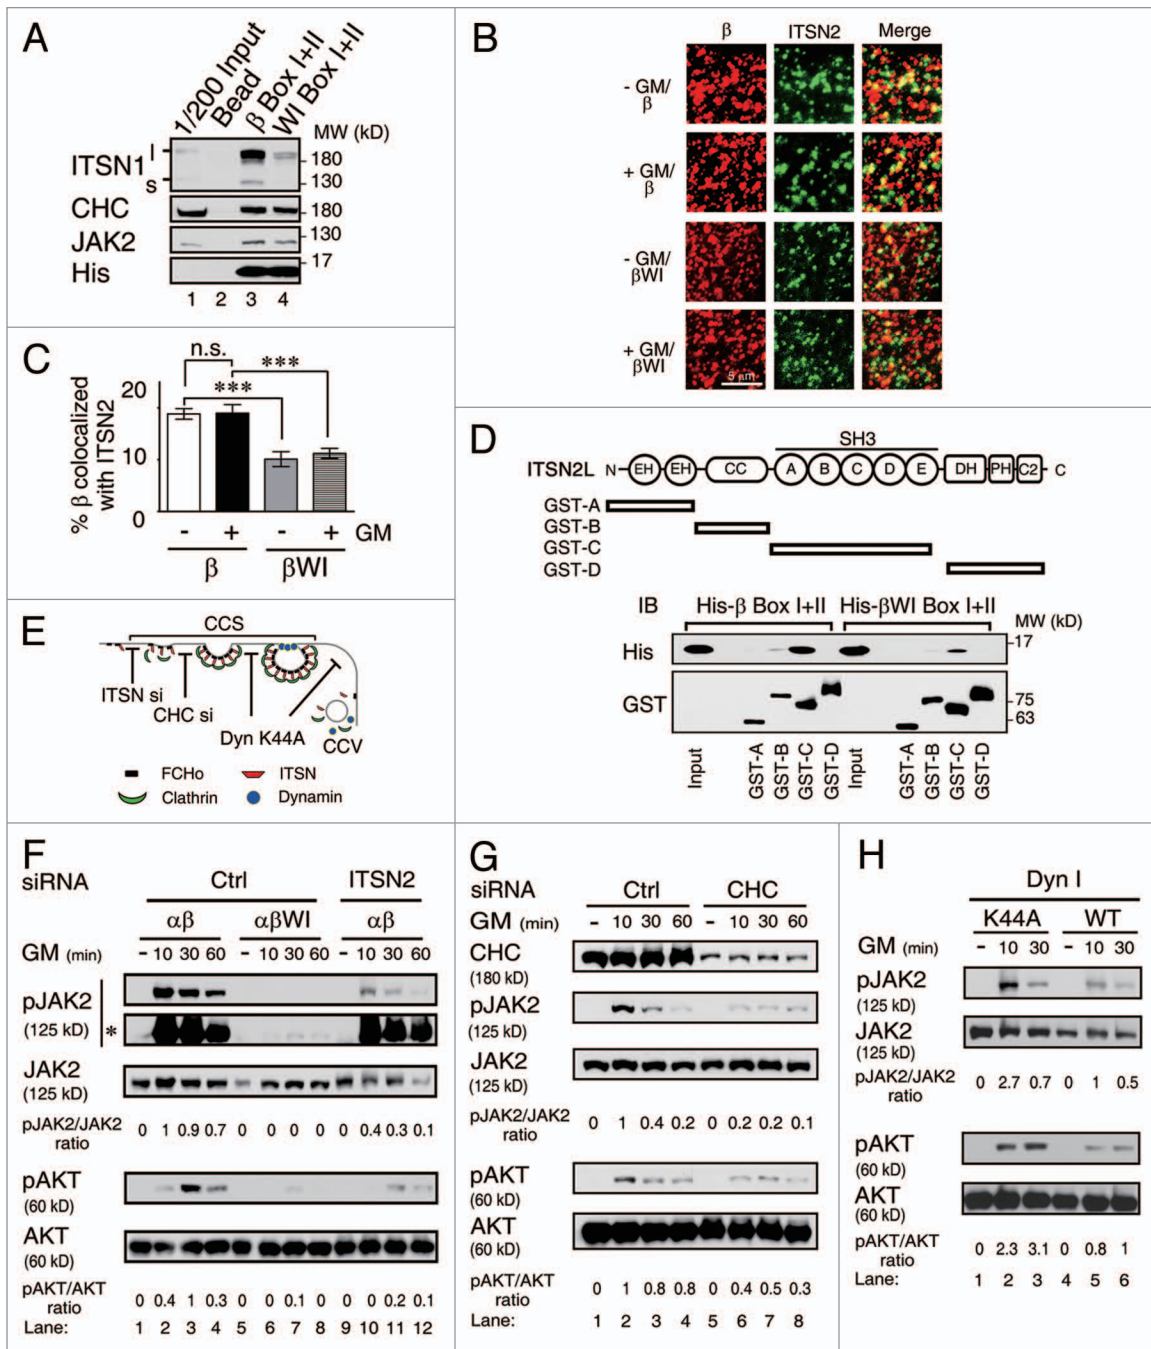 A
1/200 Input
Bead
β Box I+II
WI Box I+II
MW (kD)
ITSN1
l
s
180
130
CHC
180
JAK2
130
His
17
1 2 3 4
B
β ITSN2 Merge
- GM/
β
+ GM/
β
- GM/
βWI
+ GM/
βWI
5 μm
C
n.s.
***
***
% β colocalized
with ITSN2
20
10
0
- + - + GM
β βWI
D
SH3
ITSN2L N EH EH CC A B C D E DH PH C2 C
GST-A
GST-B
GST-C
GST-D
IB His-β Box I+II His-βWI Box I+II
MW (kD)
His
17
GST
75
63
Input GST-A GST-B GST-C GST-D Input GST-A GST-B GST-C GST-D
E
CCS
ITSN si
CHC si
Dyn K44A
CCV
FCHo ITSN
Clathrin Dynamin
F
siRNA Ctrl ITSN2
αβ αβWI αβ
GM (min) - 10 30 60 - 10 30 60 - 10 30 60
pJAK2
(125 kD) *
JAK2
(125 kD)
pJAK2/JAK2
ratio
0 1 0.9 0.7 0 0 0 0 0 0.4 0.3 0.1
pAKT
(60 kD)
AKT
(60 kD)
pAKT/AKT
ratio
0 0.4 1 0.3 0 0 0.1 0 0 0 0.2 0.1
Lane: 1 2 3 4 5 6 7 8 9 10 11 12
G
siRNA Ctrl CHC
GM (min) - 10 30 60 - 10 30 60
CHC
(180 kD)
pJAK2
(125 kD)
JAK2
(125 kD)
pJAK2/JAK2
ratio
0 1 0.4 0.2 0 0.2 0.2 0.1
pAKT
(60 kD)
AKT
(60 kD)
pAKT/AKT
ratio
0 1 0.8 0.8 0 0.4 0.5 0.3
Lane: 1 2 3 4 5 6 7 8
H
Dyn I
K44A WT
GM (min) - 10 30 - 10 30
pJAK2
(125 kD)
JAK2
(125 kD)
pJAK2/JAK2
ratio
0 2.7 0.7 0 1 0.5
pAKT
(60 kD)
AKT
(60 kD)
pAKT/AKT
ratio
0 2.3 3.1 0 0.8 1
Lane: 1 2 3 4 5 6